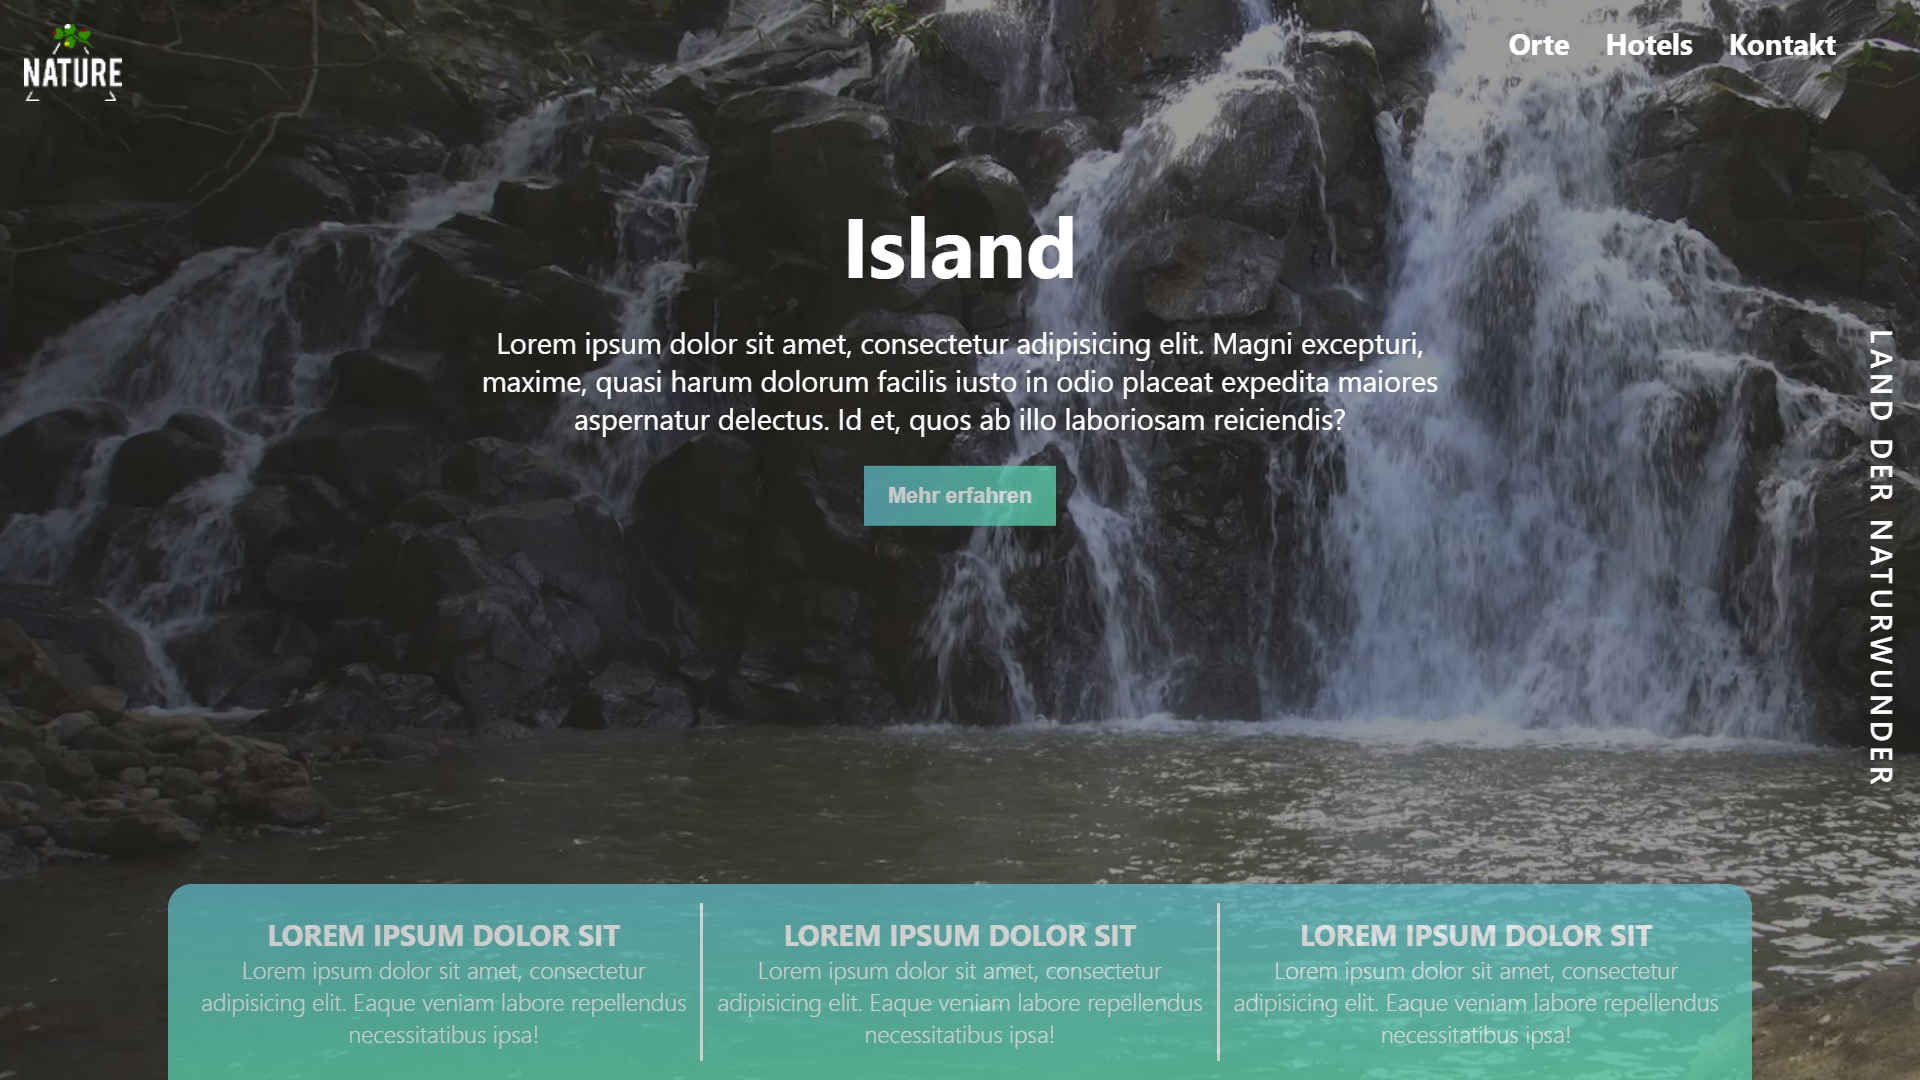 NATURE
Orte Hotels Kontakt
Island
Lorem ipsum dolor sit amet, consectetur adipisicing elit. Magni excepturi,
maxime, quasi harum dolorum facilis iusto in odio placeat expedita maiores
aspernatur delectus. Id et, quos ab illo laboriosam reiciendis?
Mehr erfahren
LAND DER NATURWUNDER
LOREM IPSUM DOLOR SIT
Lorem ipsum dolor sit amet, consectetur
adipisicing elit. Eaque veniam labore repellendus
necessitatibus ipsa!
LOREM IPSUM DOLOR SIT
Lorem ipsum dolor sit amet, consectetur
adipisicing elit. Eaque veniam labore repellendus
necessitatibus ipsa!
LOREM IPSUM DOLOR SIT
Lorem ipsum dolor sit amet, consectetur
adipisicing elit. Eaque veniam labore repellendus
necessitatibus ipsa!